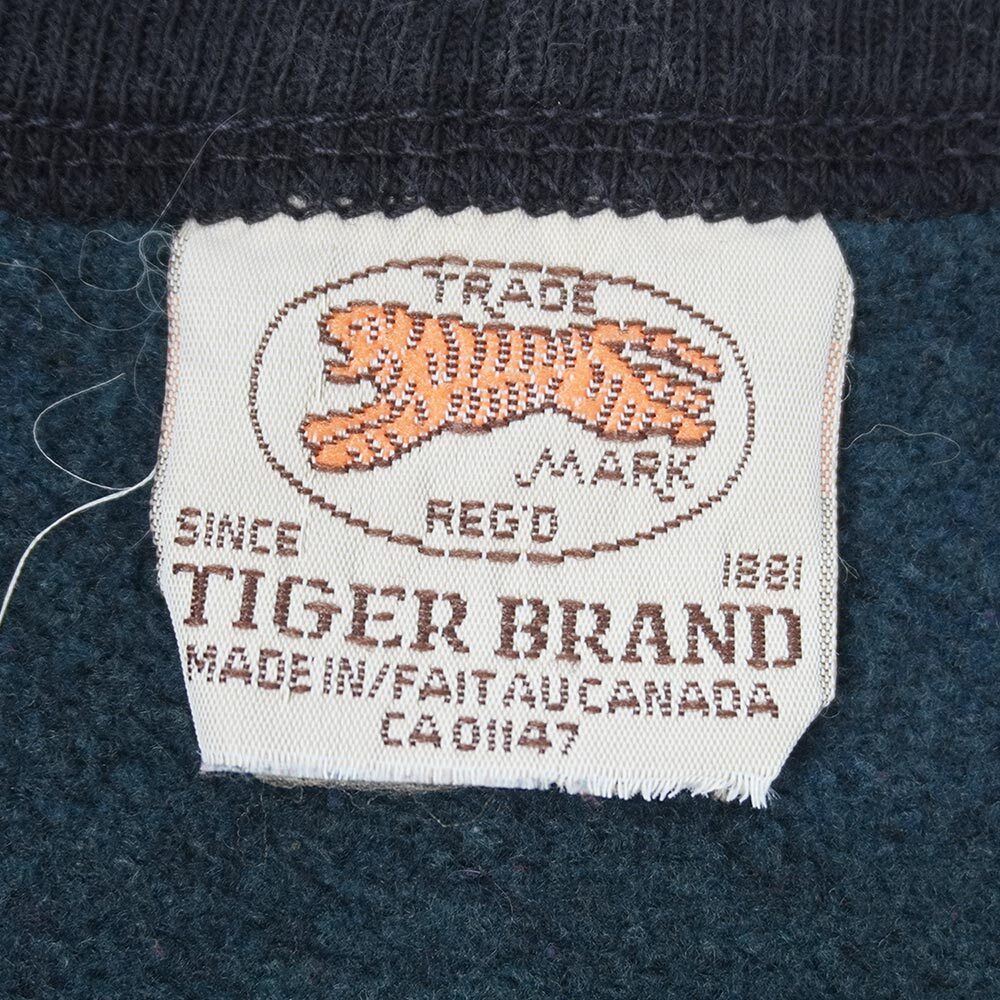 TRADE
MARK
REG'D
SINCE 1881
TIGER BRAND
MADE IN/FAIT AU CANADA
CA 01147